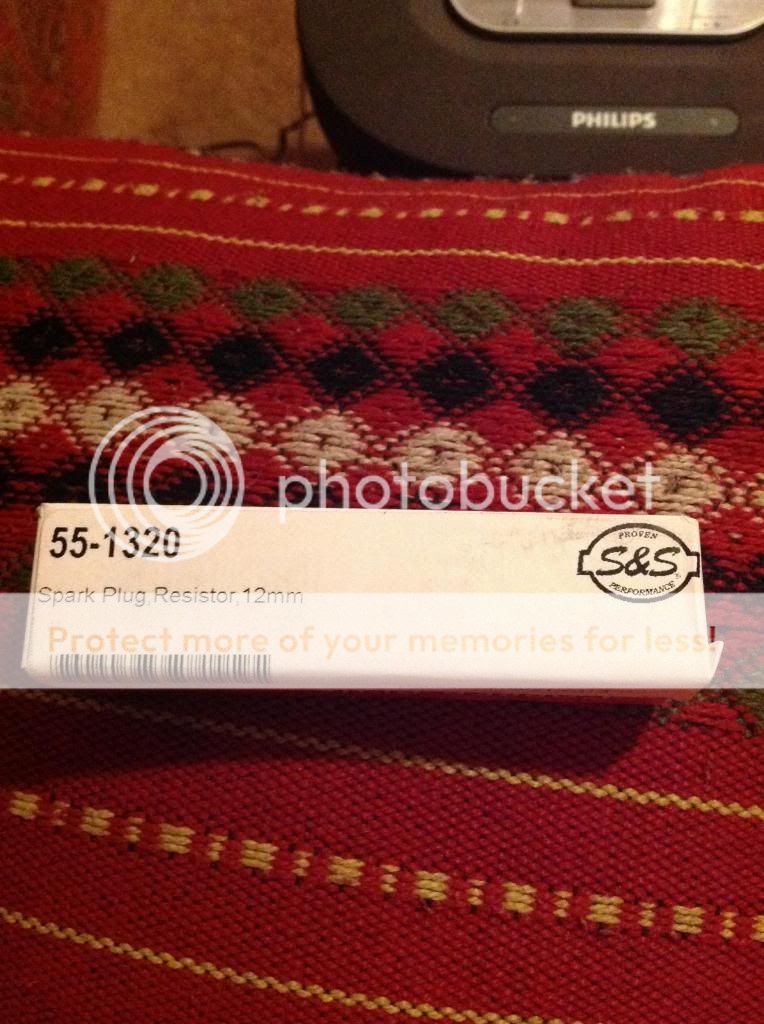 PHILIPS
photobucket
55-1320
PROVEN
S&S
®
PERFORMANCE
Spark Plug,Resistor,12mm
Protect more of your memories for less!